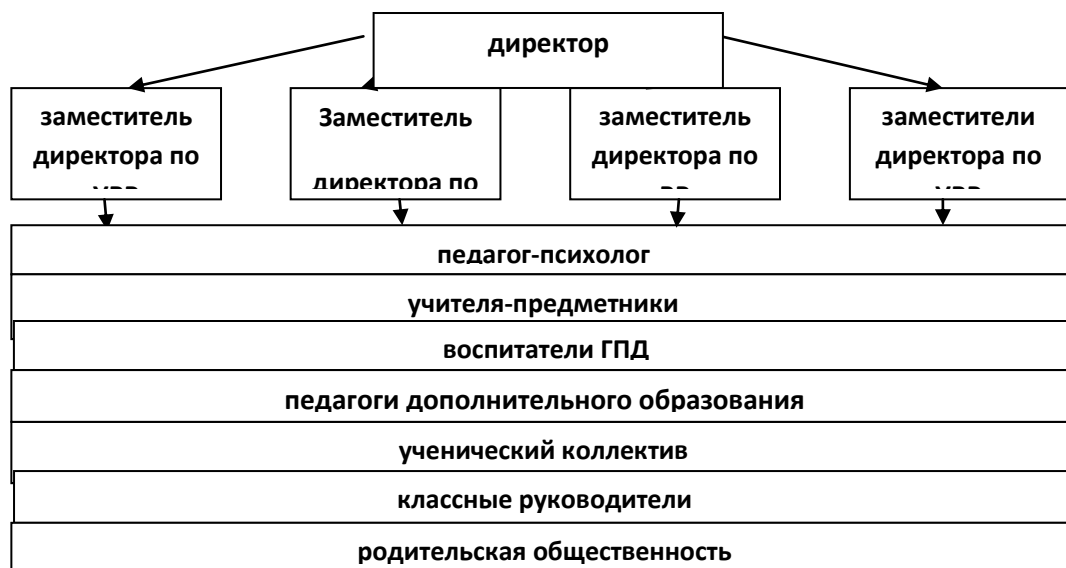 директор
заместитель
директора по
Заместитель
директора по
заместитель
директора по
заместители
директора по
педагог-психолог
учителя-предметники
воспитатели ГПД
педагоги дополнительного образования
ученический коллектив
классные руководители
родительская общественность